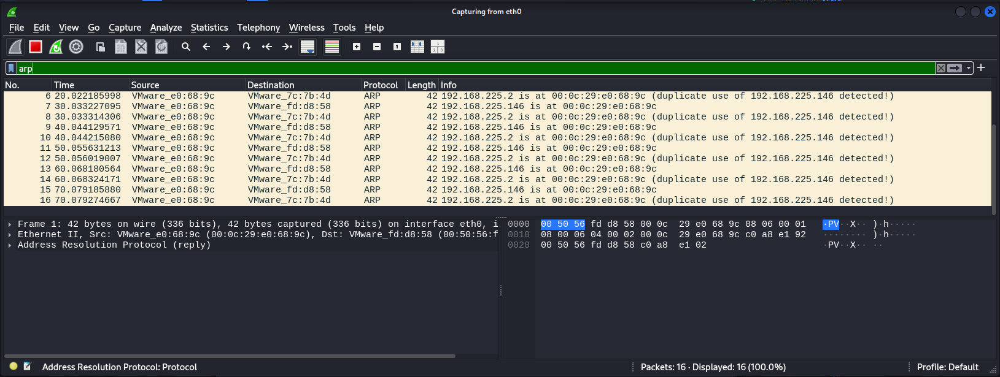 Capturing from eth0
File Edit View Go Capture Analyze Statistics Telephony Wireless Tools Help
arp
No. Time Source Destination Protocol Length Info
6 20.022185998 VMware_e0:68:9c VMware_7c:7b:4d ARP 42 192.168.225.2 is at 00:0c:29:e0:68:9c (duplicate use of 192.168.225.146 detected!)
7 30.033227095 VMware_e0:68:9c VMware_fd:d8:58 ARP 42 192.168.225.146 is at 00:0c:29:e0:68:9c
8 30.033314306 VMware_e0:68:9c VMware_7c:7b:4d ARP 42 192.168.225.2 is at 00:0c:29:e0:68:9c (duplicate use of 192.168.225.146 detected!)
9 40.044129571 VMware_e0:68:9c VMware_fd:d8:58 ARP 42 192.168.225.146 is at 00:0c:29:e0:68:9c
10 40.044215080 VMware_e0:68:9c VMware_7c:7b:4d ARP 42 192.168.225.2 is at 00:0c:29:e0:68:9c (duplicate use of 192.168.225.146 detected!)
11 50.055631213 VMware_e0:68:9c VMware_fd:d8:58 ARP 42 192.168.225.146 is at 00:0c:29:e0:68:9c
12 50.056019007 VMware_e0:68:9c VMware_7c:7b:4d ARP 42 192.168.225.2 is at 00:0c:29:e0:68:9c (duplicate use of 192.168.225.146 detected!)
13 60.068180564 VMware_e0:68:9c VMware_fd:d8:58 ARP 42 192.168.225.146 is at 00:0c:29:e0:68:9c
14 60.068324171 VMware_e0:68:9c VMware_7c:7b:4d ARP 42 192.168.225.2 is at 00:0c:29:e0:68:9c (duplicate use of 192.168.225.146 detected!)
15 70.079185880 VMware_e0:68:9c VMware_fd:d8:58 ARP 42 192.168.225.146 is at 00:0c:29:e0:68:9c
16 70.079274667 VMware_e0:68:9c VMware_7c:7b:4d ARP 42 192.168.225.2 is at 00:0c:29:e0:68:9c (duplicate use of 192.168.225.146 detected!)
Frame 1: 42 bytes on wire (336 bits), 42 bytes captured (336 bits) on interface eth0, i
Ethernet II, Src: VMware_e0:68:9c (00:0c:29:e0:68:9c), Dst: VMware_fd:d8:58 (00:50:56:f
Address Resolution Protocol (reply)
0000 00 50 56 fd d8 58 00 0c 29 e0 68 9c 08 06 00 01 ·PV··X·· )·h·····
0010 08 00 06 04 00 02 00 0c 29 e0 68 9c c0 a8 e1 92 ········ )·h·····
0020 00 50 56 fd d8 58 c0 a8 e1 02 ·PV··X·· ··
Address Resolution Protocol: Protocol
Packets: 16 · Displayed: 16 (100.0%)
Profile: Default